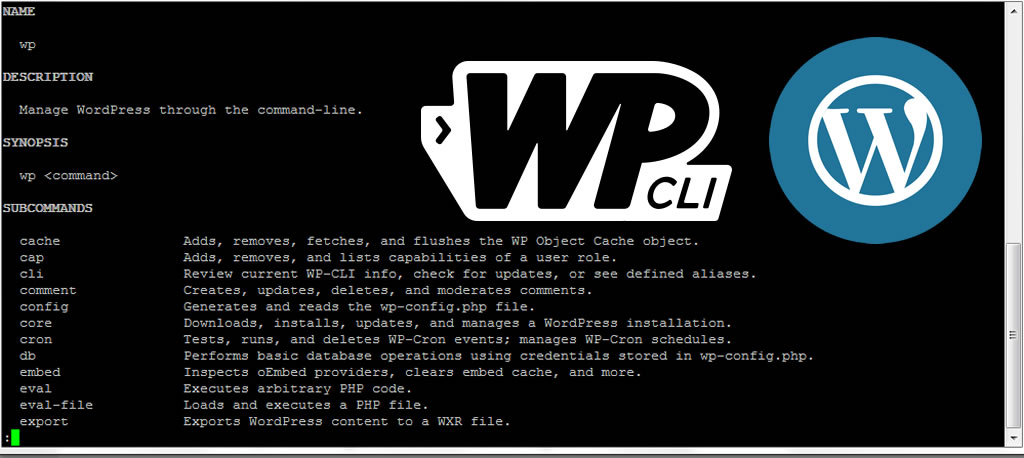 NAME
wp
DESCRIPTION
Manage WordPress through the command-line.
SYNOPSIS
wp <command>
SUBCOMMANDS
cache Adds, removes, fetches, and flushes the WP Object Cache object.
cap Adds, removes, and lists capabilities of a user role.
cli Review current WP-CLI info, check for updates, or see defined aliases.
comment Creates, updates, deletes, and moderates comments.
config Generates and reads the wp-config.php file.
core Downloads, installs, updates, and manages a WordPress installation.
cron Tests, runs, and deletes WP-Cron events; manages WP-Cron schedules.
db Performs basic database operations using credentials stored in wp-config.php.
embed Inspects oEmbed providers, clears embed cache, and more.
eval Executes arbitrary PHP code.
eval-file Loads and executes a PHP file.
export Exports WordPress content to a WXR file.
:
WP
CLI
W